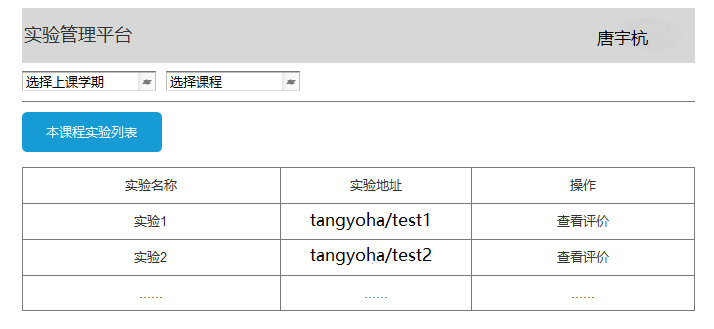 实验管理平台 唐宇杭
选择上课学期 选择课程
本课程实验列表
实验名称 实验地址 操作
实验1 tangyoha/test1 查看评价
实验2 tangyoha/test2 查看评价
…… …… ……